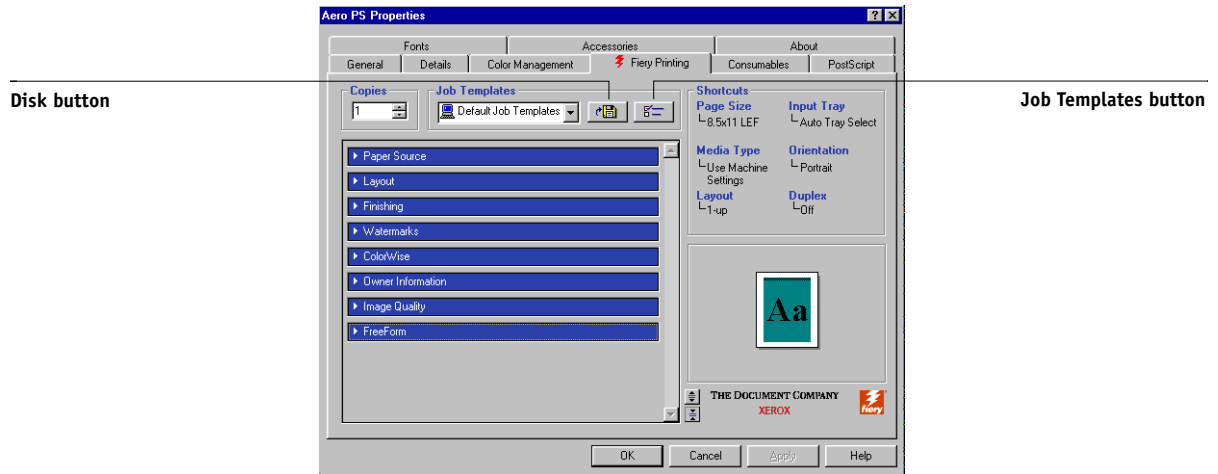 Aero PS Properties
Fonts Accessories About
General Details Color Management Fiery Printing Consumables PostScript
Disk button
Job Templates button
Copies
1
Job Templates
Default Job Templates
Shortcuts
Page Size Input Tray
8.5x11 LEF Auto Tray Select
Media Type Orientation
Use Machine Settings Portrait
Layout Duplex
1-up Off
Paper Source
Layout
Finishing
Watermarks
ColorWise
Owner Information
Image Quality
FreeForm
Aa
THE DOCUMENT COMPANY
XEROX
fiery
OK Cancel Apply Help